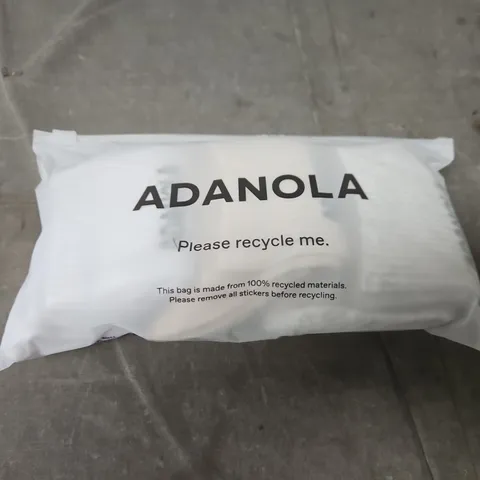 ADANOLA
Please recycle me.
This bag is made from 100% recycled materials.
Please remove all stickers before recycling.